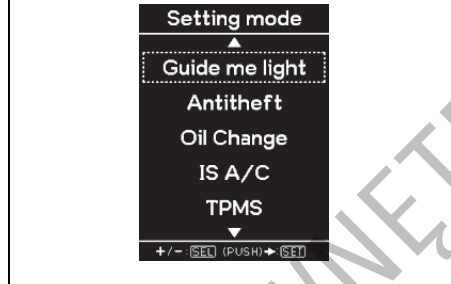 Setting mode
Guide me light
Antitheft
Oil Change
IS A/C
TPMS
+/-:SEL (PUSH)➔:SET